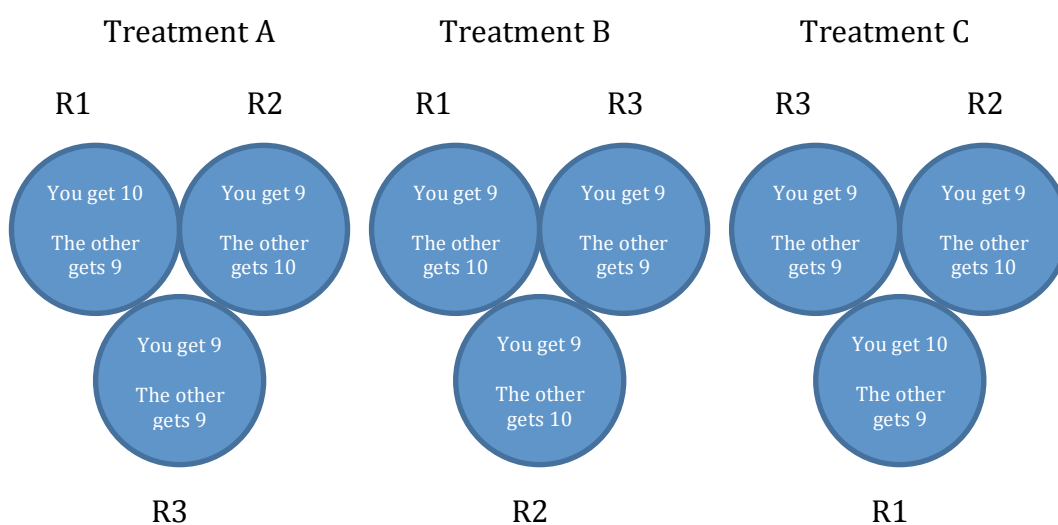 Treatment A
Treatment B
Treatment C
R1
R2
R1
R3
R3
R2
You get 10
The other
gets 9
You get 9
The other
gets 10
You get 9
The other
gets 10
You get 9
The other
gets 9
You get 9
The other
gets 9
You get 9
The other
gets 10
You get 9
The other
gets 9
You get 9
The other
gets 10
You get 10
The other
gets 9
R3
R2
R1